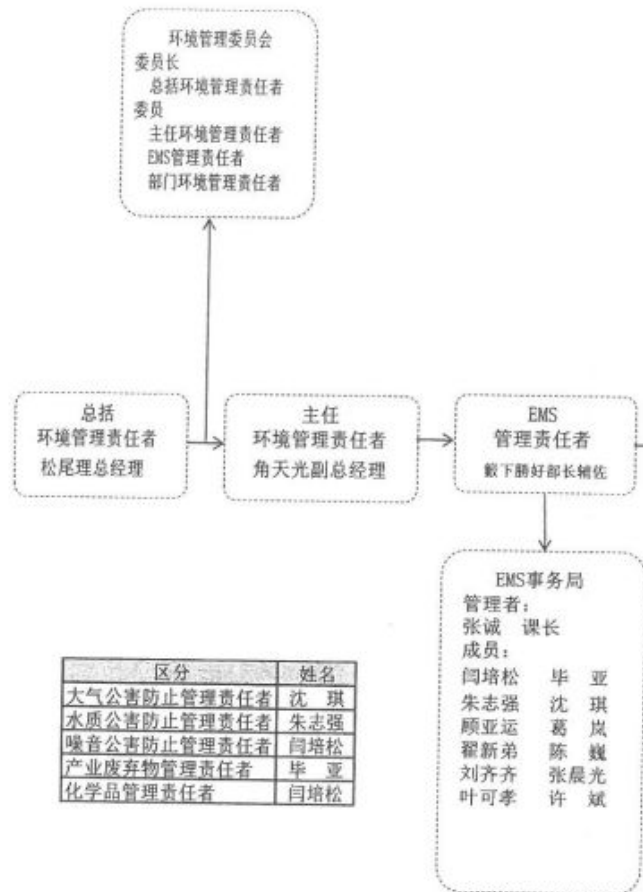 环境管理委员会
委员长
总括环境管理责任者
委员
主任环境管理责任者
EMS管理责任者
部门环境管理责任者
总括
环境管理责任者
松尾理总经理
主任
环境管理责任者
角天光副总经理
EMS
管理责任者
籔下勝好部长辅佐
EMS事务局
管理者:
张诚 课长
成员:
闫培松 毕 亚
朱志强 沈 琪
顾亚运 葛 岚
翟新弟 陈 巍
刘齐齐 张晨光
叶可孝 许 斌
区分 姓名
大气公害防止管理责任者 沈 琪
水质公害防止管理责任者 朱志强
噪音公害防止管理责任者 闫培松
产业废弃物管理责任者 毕 亚
化学品管理责任者 闫培松